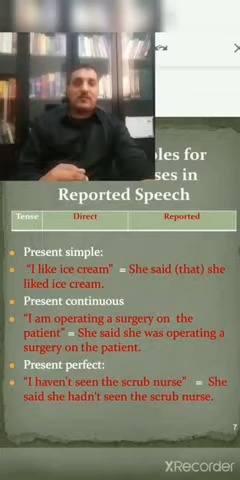 les for
ses in
Reported Speech
Tense Direct Reported
Present simple:
"I like ice cream" = She said (that) she
liked ice cream.
Present continuous
"I am operating a surgery on the
patient" = She said she was operating a
surgery on the patient.
Present perfect:
"I haven't seen the scrub nurse" = She
said she hadn't seen the scrub nurse.
7
XRecorder